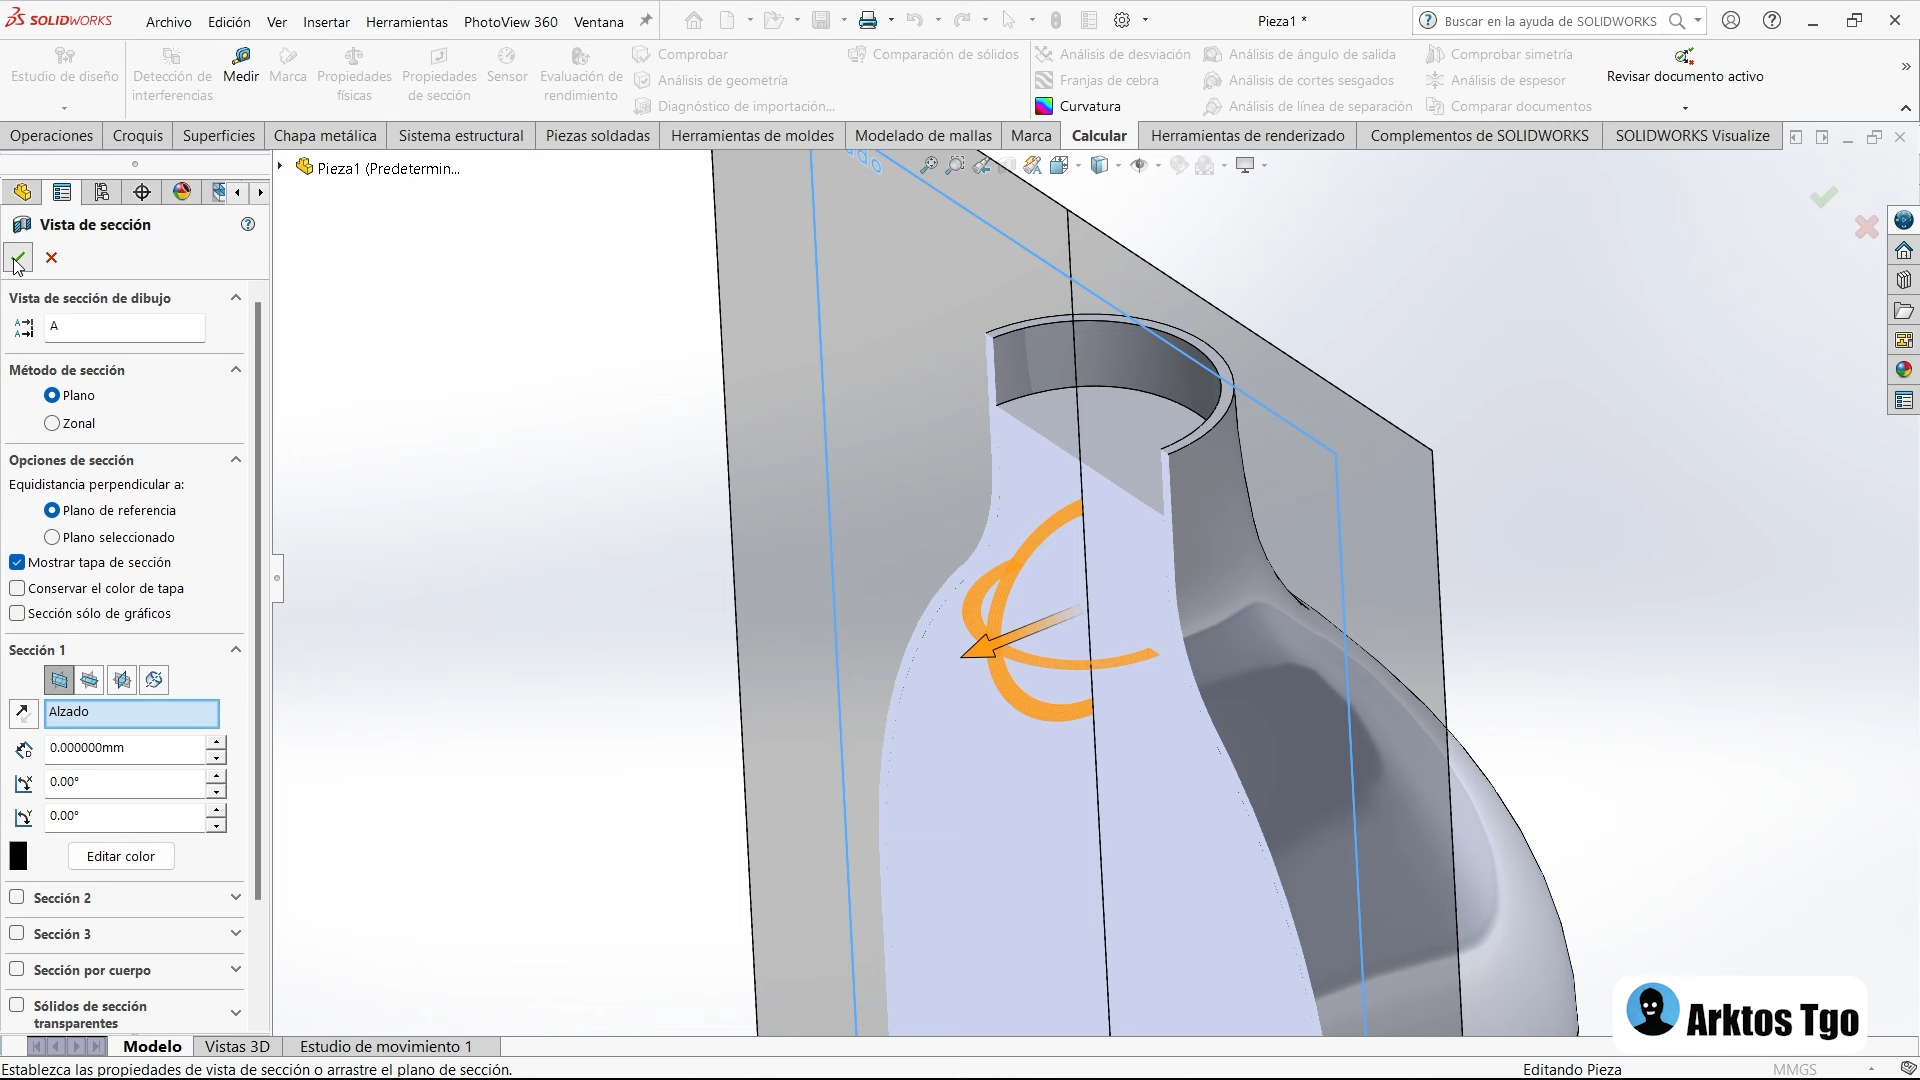 SOLIDWORKS
Archivo Edición Ver Insertar Herramientas PhotoView 360 Ventana
Pieza1 *
Buscar en la ayuda de SOLIDWORKS
Estudio de diseño
Detección de interferencias
Medir
Marca
Propiedades físicas
Propiedades de sección
Sensor
Evaluación de rendimiento
Comprobar
Análisis de geometría
Diagnóstico de importación...
Comparación de sólidos
Análisis de desviación
Franjas de cebra
Curvatura
Análisis de ángulo de salida
Análisis de cortes sesgados
Análisis de línea de separación
Comprobar simetría
Análisis de espesor
Comparar documentos
Revisar documento activo
Operaciones Croquis Superficies Chapa metálica Sistema estructural Piezas soldadas Herramientas de moldes Modelado de mallas Marca Calcular Herramientas de renderizado Complementos de SOLIDWORKS SOLIDWORKS Visualize
Pieza1 (Predetermin...
Vista de sección
Vista de sección de dibujo
A
Método de sección
Plano
Zonal
Opciones de sección
Equidistancia perpendicular a:
Plano de referencia
Plano seleccionado
Mostrar tapa de sección
Conservar el color de tapa
Sección sólo de gráficos
Sección 1
Alzado
0.000000mm
0.00°
0.00°
Editar color
Sección 2
Sección 3
Sección por cuerpo
Sólidos de sección
transparentes
Modelo Vistas 3D Estudio de movimiento 1
Establezca las propiedades de vista de sección o arrastre el plano de sección.
Editando Pieza
MMGS
Arktos Tgo